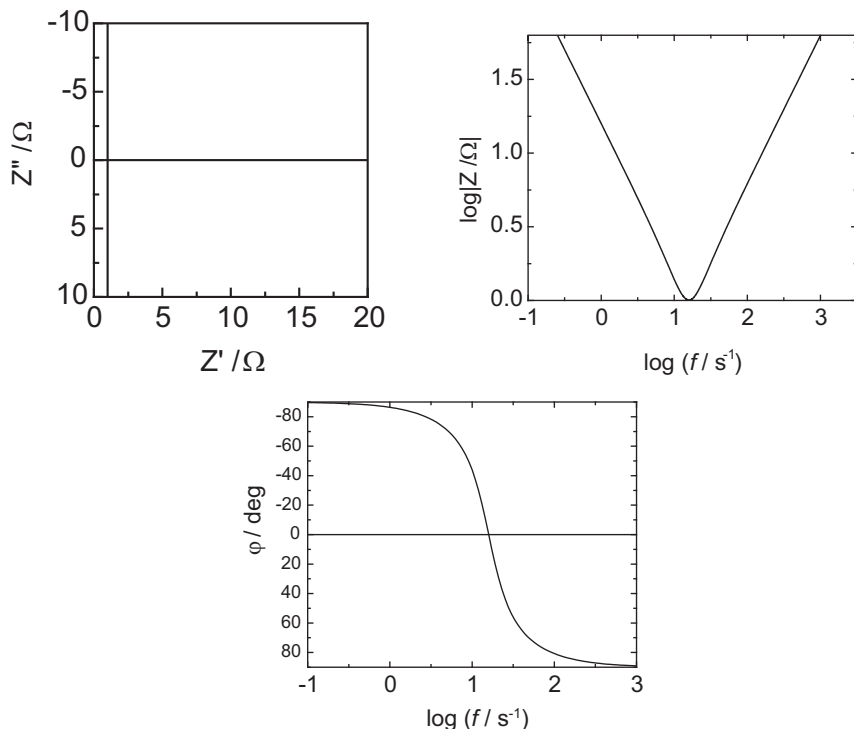 -10
-5
0
5
10
Z" /Ω
0 5 10 15 20
Z' /Ω
1.5
1.0
0.5
0.0
log|Z /Ω|
-1 0 1 2 3
log (f / s⁻¹)
-80
-60
-40
-20
0
20
40
60
80
φ / deg
-1 0 1 2 3
log (f / s⁻¹)